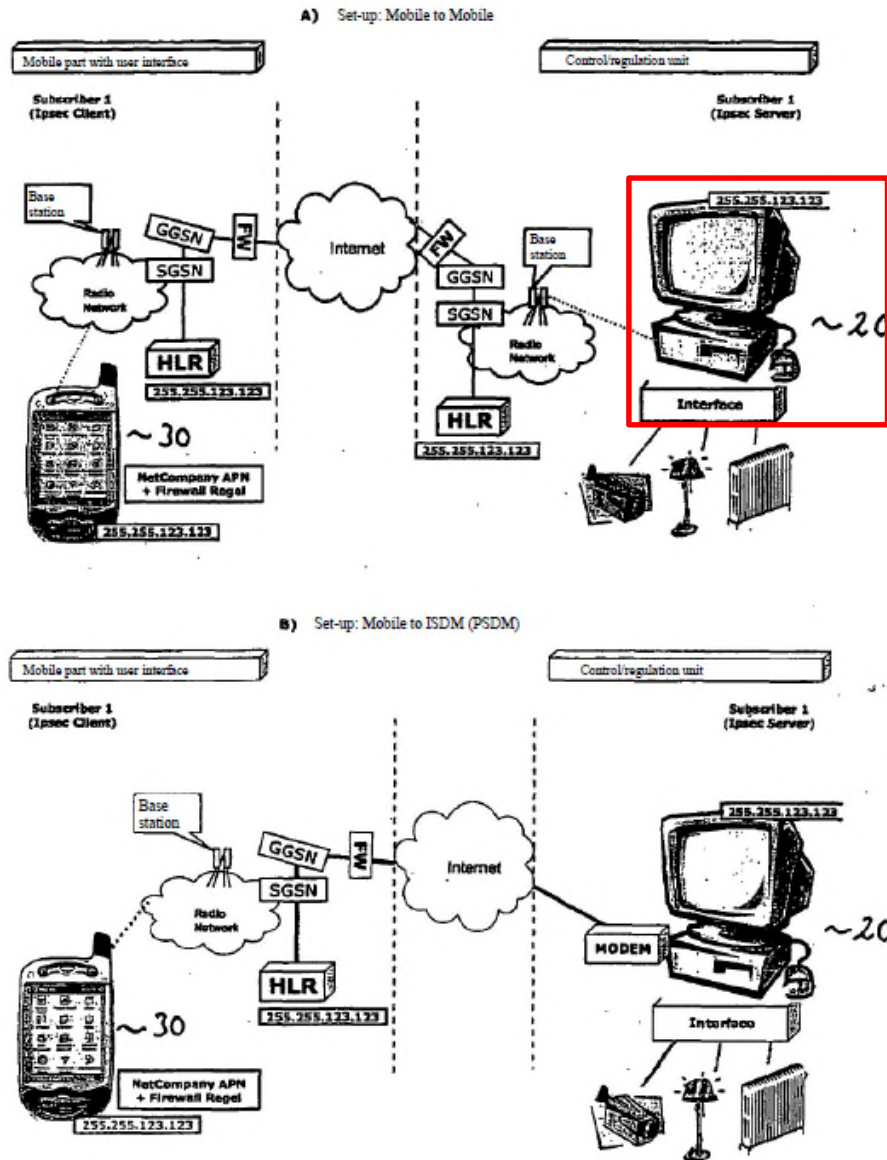 A) Set-up: Mobile to Mobile
Mobile part with user interface
Control/regulation unit
Subscriber 1
(Ipsec Client)
Subscriber 1
(Ipsec Server)
Base
station
GGSN
FW
SGSN
Radio
Network
HLR
255.255.123.123
Internet
FW
GGSN
SGSN
Base
station
Radio
Network
HLR
255.255.123.123
255.255.123.123
~20
Interface
~30
NetCompany APN
+ Firewall Regel
255.255.123.123
B) Set-up: Mobile to ISDM (PSDM)
Mobile part with user interface
Control/regulation unit
Subscriber 1
(Ipsec Client)
Subscriber 1
(Ipsec Server)
Base
station
GGSN
FW
SGSN
Radio
Network
HLR
255.255.123.123
Internet
MODEM
255.255.123.123
~20
Interface
~30
NetCompany APN
+ Firewall Regel
255.255.123.123